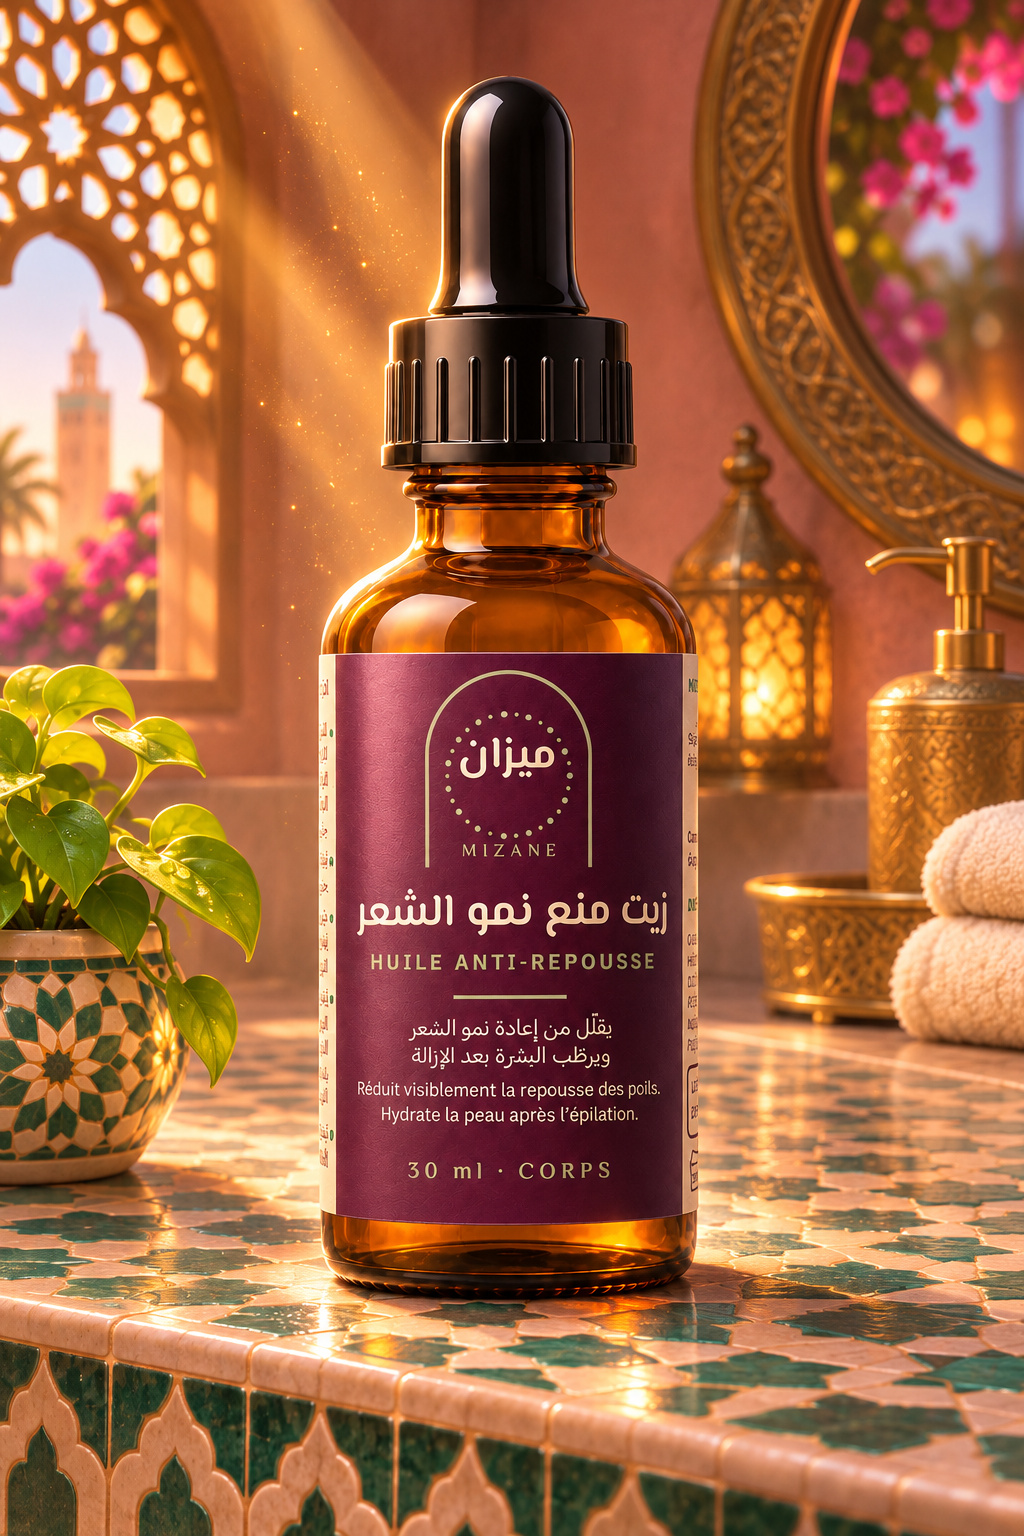 ميزان
MIZANE
زيت منع نمو الشعر
HUILE ANTI-REPOUSSE
يقلّل من إعادة نمو الشعر
ويرطّب البشرة بعد الإزالة
Réduit visiblement la repousse des poils.
Hydrate la peau après l'épilation.
30 ml · CORPS